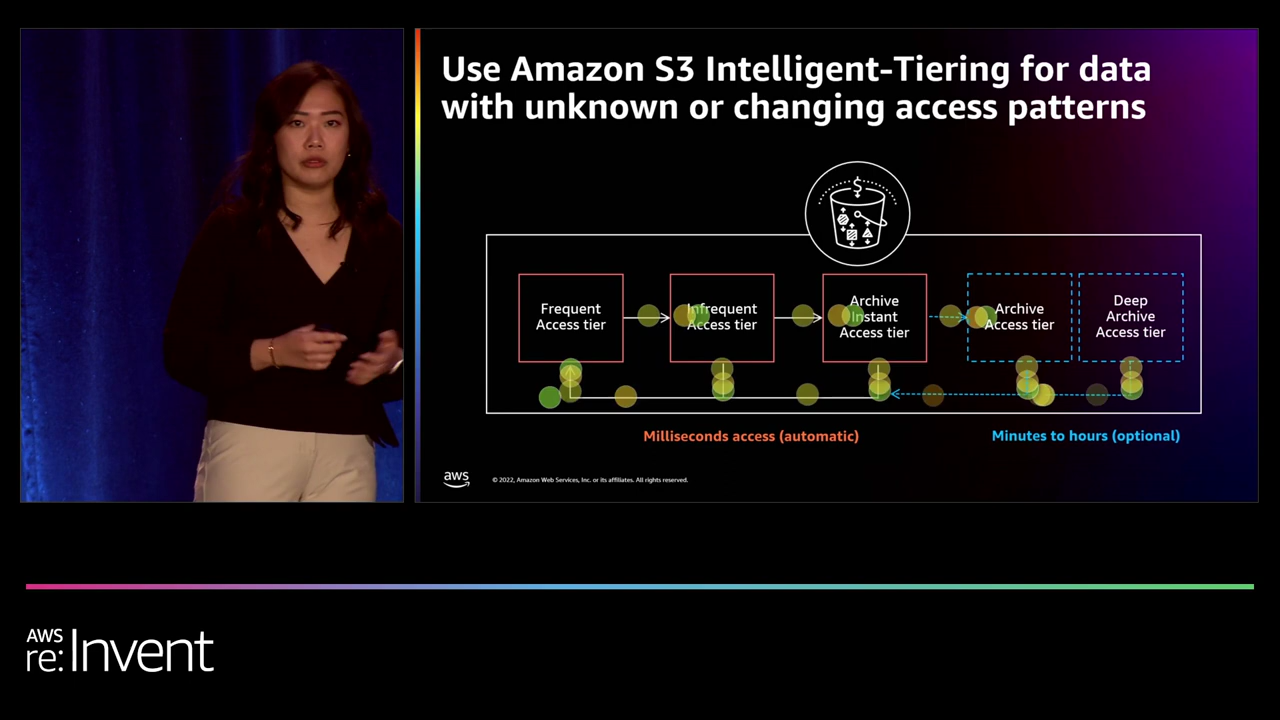 Use Amazon S3 Intelligent-Tiering for data
with unknown or changing access patterns
$
Frequent
Access tier
Infrequent
Access tier
Archive
Instant
Access tier
Archive
Access tier
Deep
Archive
Access tier
Milliseconds access (automatic)
Minutes to hours (optional)
aws
© 2022, Amazon Web Services, Inc. or its affiliates. All rights reserved.
AWS
re:Invent